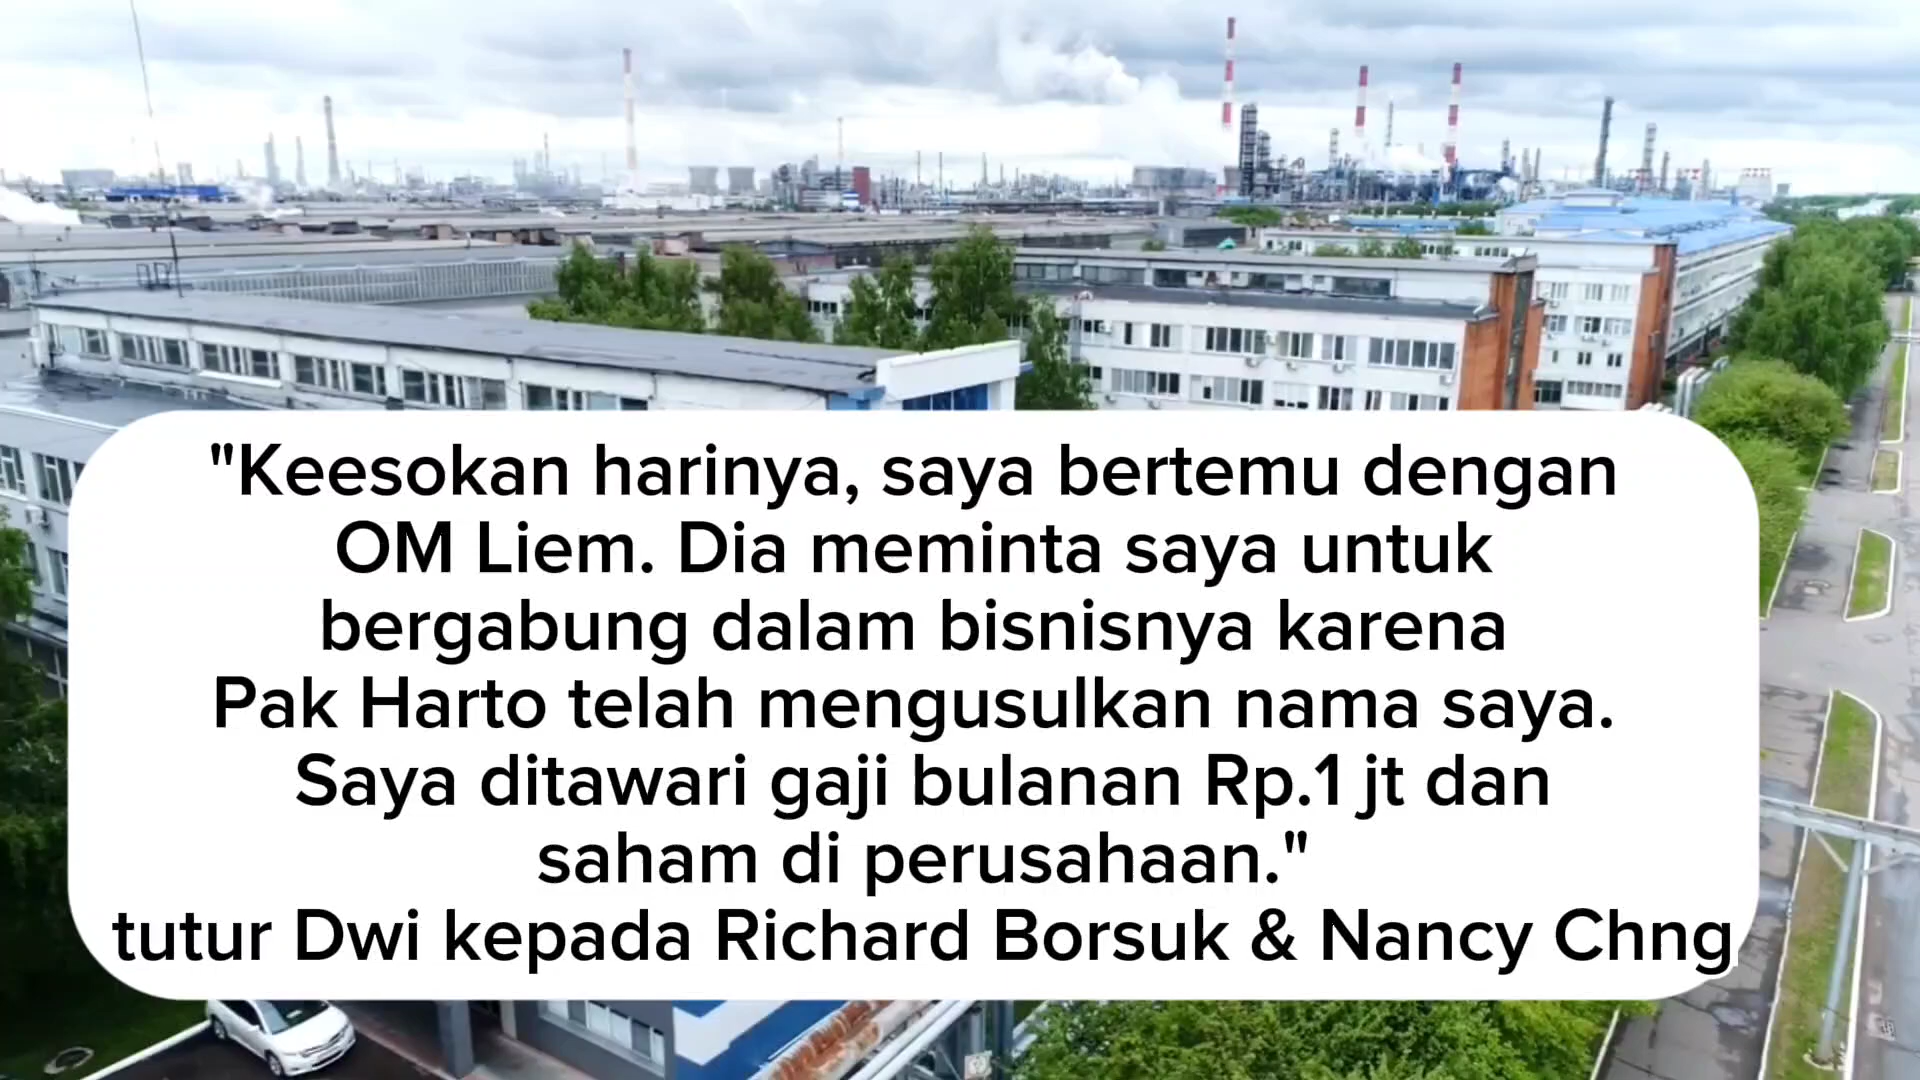 "Keesokan harinya, saya bertemu dengan
OM Liem. Dia meminta saya untuk
bergabung dalam bisnisnya karena
Pak Harto telah mengusulkan nama saya.
Saya ditawari gaji bulanan Rp.1 jt dan
saham di perusahaan."
tutur Dwi kepada Richard Borsuk & Nancy Chng